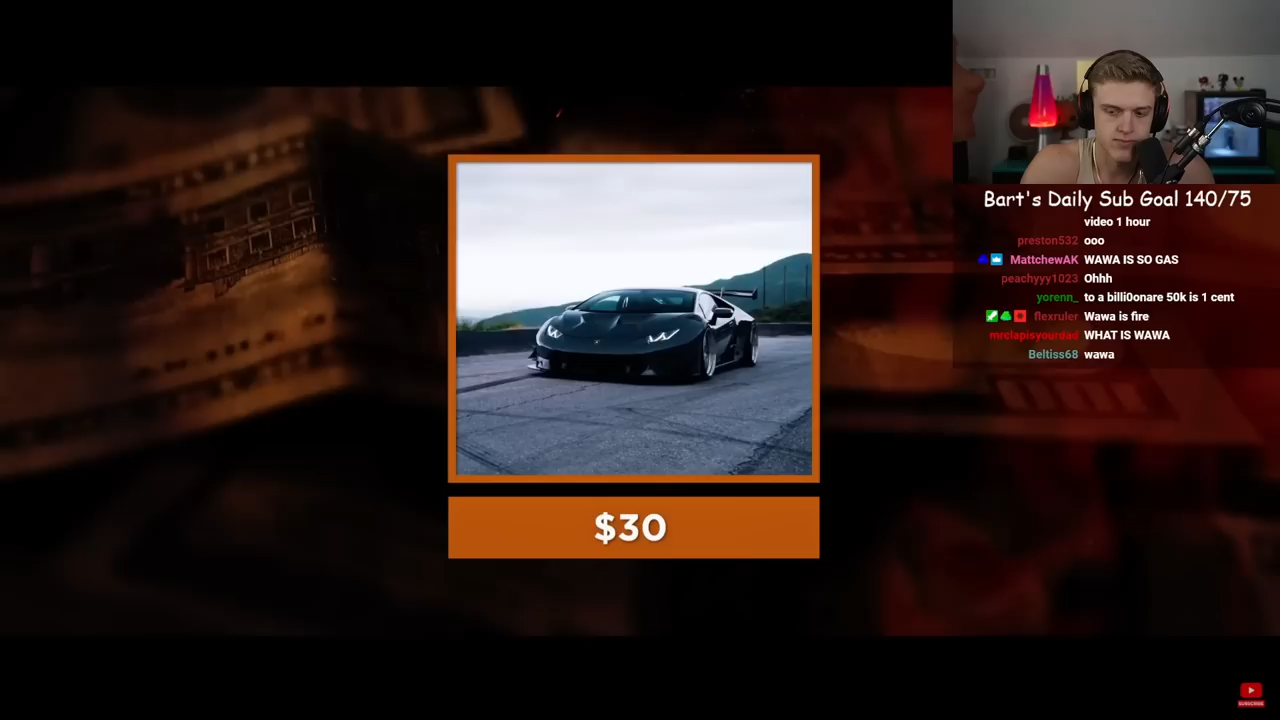 Bart's Daily Sub Goal 140/75
video 1 hour
preston532 ooo
MattchewAK WAWA IS SO GAS
peachyyy1023 Ohhh
yorenn_ to a billi0onare 50k is 1 cent
flexruler Wawa is fire
mrclapisyourdad WHAT IS WAWA
Beltiss68 wawa
$30
SUBSCRIBE